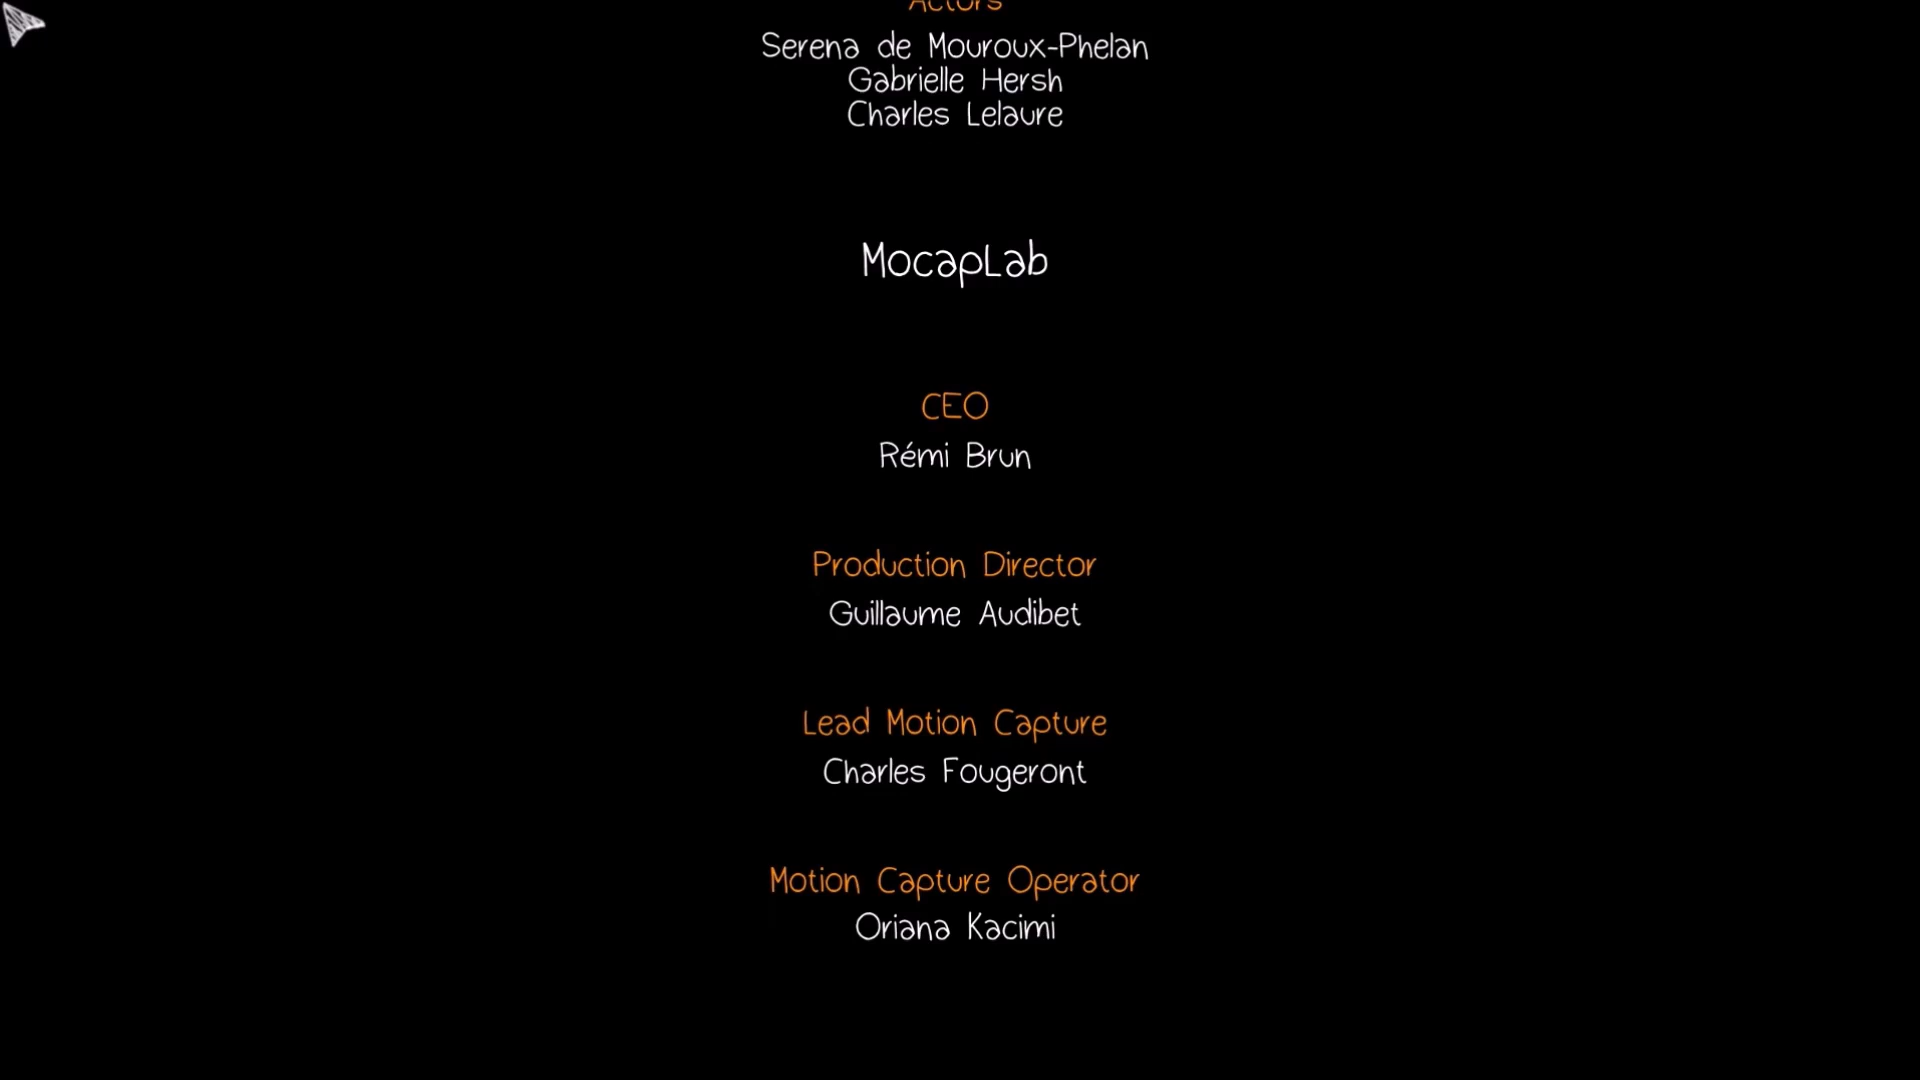 Actors
Serena de Mouroux-Phelan
Gabrielle Hersh
Charles Lelaure
MocapLab
CEO
Rémi Brun
Production Director
Guillaume Audibet
Lead Motion Capture
Charles Fougeront
Motion Capture Operator
Oriana Kacimi